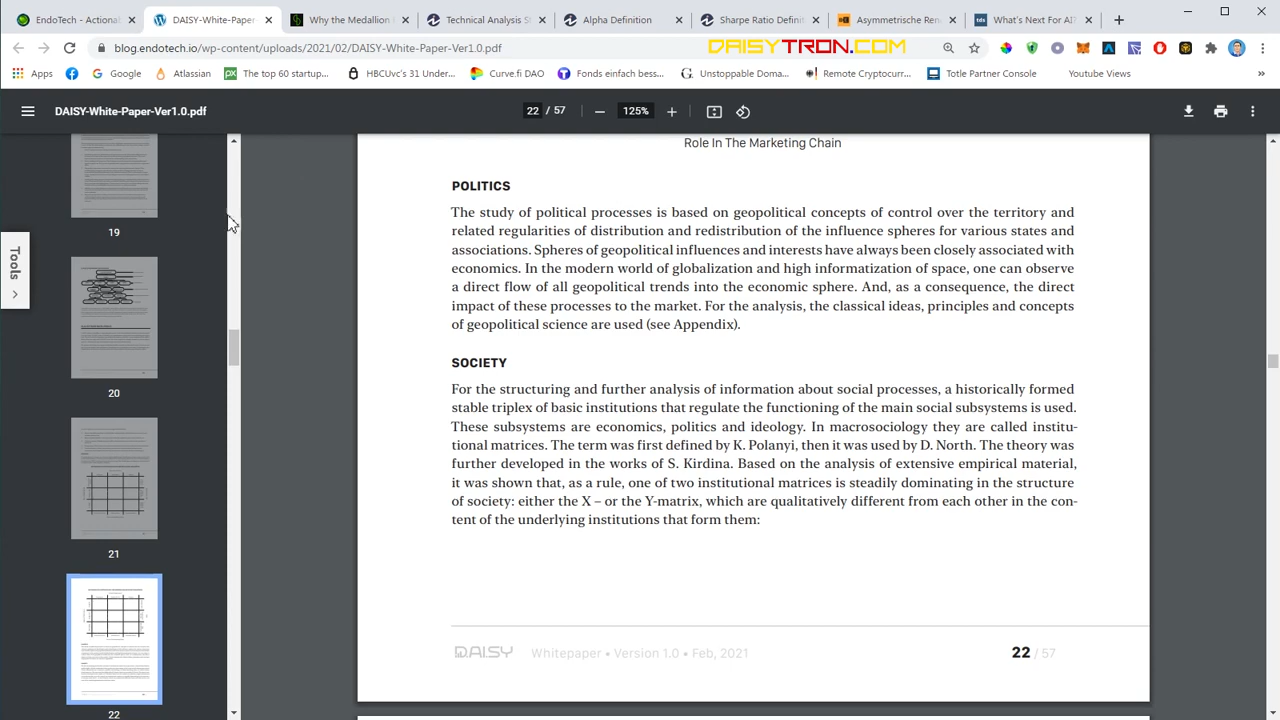 EndoTech - Actionab
DAISY-White-Paper-
Why the Medallion I
Technical Analysis S
Alpha Definition
Sharpe Ratio Definit
Asymmetrische Ren
What's Next For AI?
blog.endotech.io/wp-content/uploads/2021/02/DAISY-White-Paper-Ver1.0.pdf
DAISYTRON.COM
Apps
Google
Atlassian
The top 60 startup...
HBCUvc's 31 Under...
Curve.fi DAO
Fonds einfach bess...
Unstoppable Doma...
Remote Cryptocurr...
Totle Partner Console
Youtube Views
DAISY-White-Paper-Ver1.0.pdf
22 / 57
125%
Tools
19
20
21
22
Role In The Marketing Chain
POLITICS
The study of political processes is based on geopolitical concepts of control over the territory and
related regularities of distribution and redistribution of the influence spheres for various states and
associations. Spheres of geopolitical influences and interests have always been closely associated with
economics. In the modern world of globalization and high informatization of space, one can observe
a direct flow of all geopolitical trends into the economic sphere. And, as a consequence, the direct
impact of these processes to the market. For the analysis, the classical ideas, principles and concepts
of geopolitical science are used (see Appendix).
SOCIETY
For the structuring and further analysis of information about social processes, a historically formed
stable triplex of basic institutions that regulate the functioning of the main social subsystems is used.
These subsystems are economics, politics and ideology. In macrosociology they are called institu-
tional matrices. The term was first defined by K. Polanyi, then it was used by D. North. The theory was
further developed in the works of S. Kirdina. Based on the analysis of extensive empirical material,
it was shown that, as a rule, one of two institutional matrices is steadily dominating in the structure
of society: either the X – or the Y-matrix, which are qualitatively different from each other in the con-
tent of the underlying institutions that form them:
DAISY Whitepaper • Version 1.0 • Feb, 2021
22 / 57